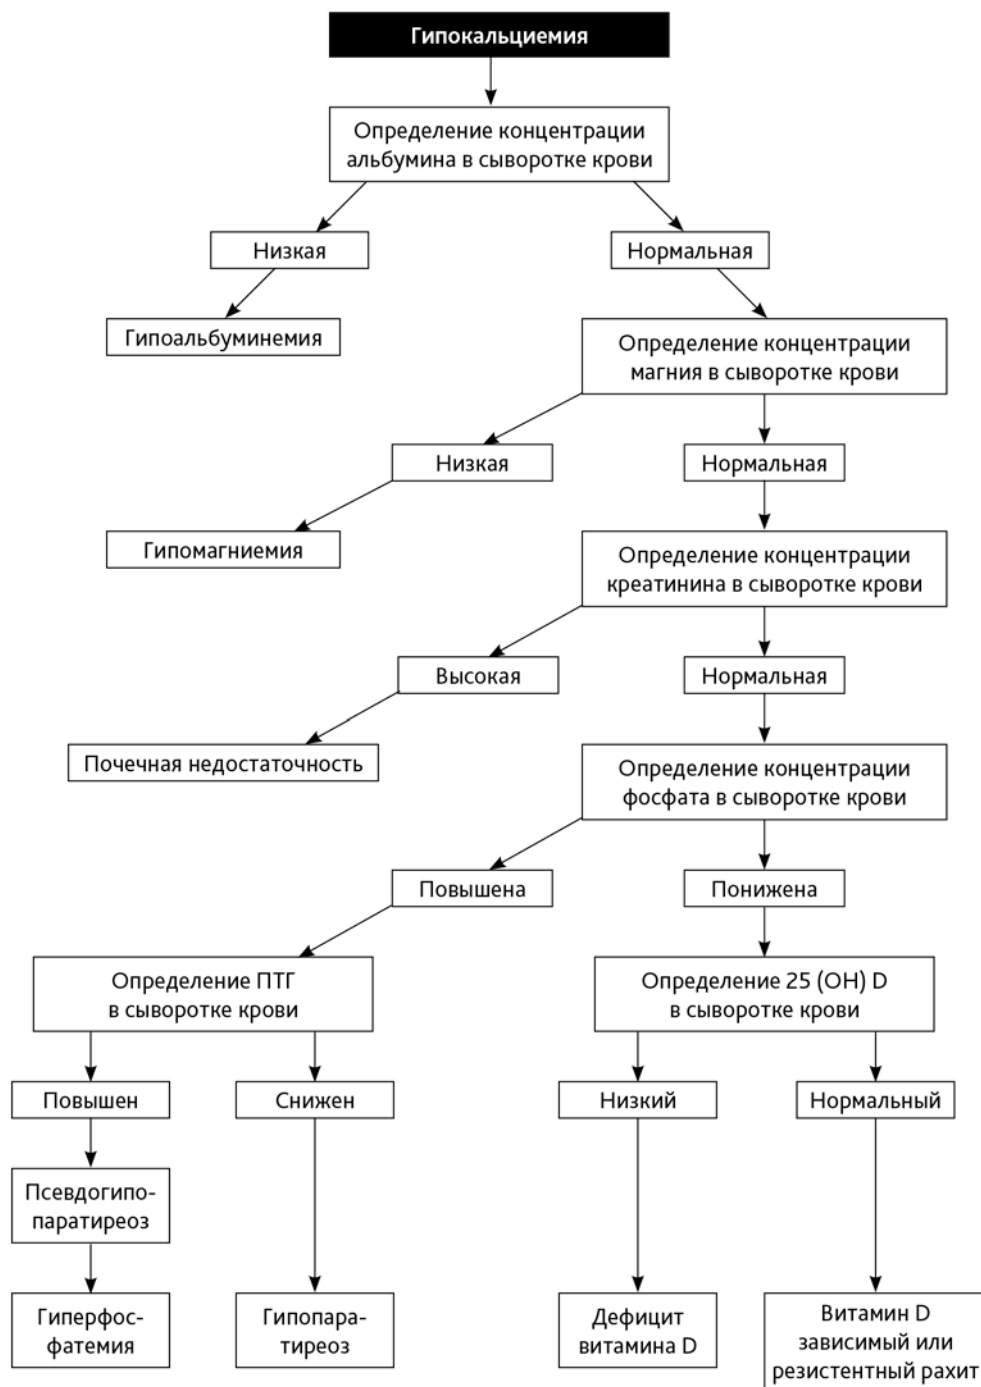 Гипокальциемия
Определение концентрации
альбумина в сыворотке крови
Низкая
Нормальная
Гипоальбуминемия
Определение концентрации
магния в сыворотке крови
Низкая
Нормальная
Гипомагниемия
Определение концентрации
креатинина в сыворотке крови
Высокая
Нормальная
Почечная недостаточность
Определение концентрации
фосфата в сыворотке крови
Повышена
Понижена
Определение ПТГ
в сыворотке крови
Определение 25 (OH) D
в сыворотке крови
Повышен
Снижен
Низкий
Нормальный
Псевдогипо-
паратиреоз
Гиперфос-
фатемия
Гипопара-
тиреоз
Дефицит
витамина D
Витамин D
зависимый или
резистентный рахит